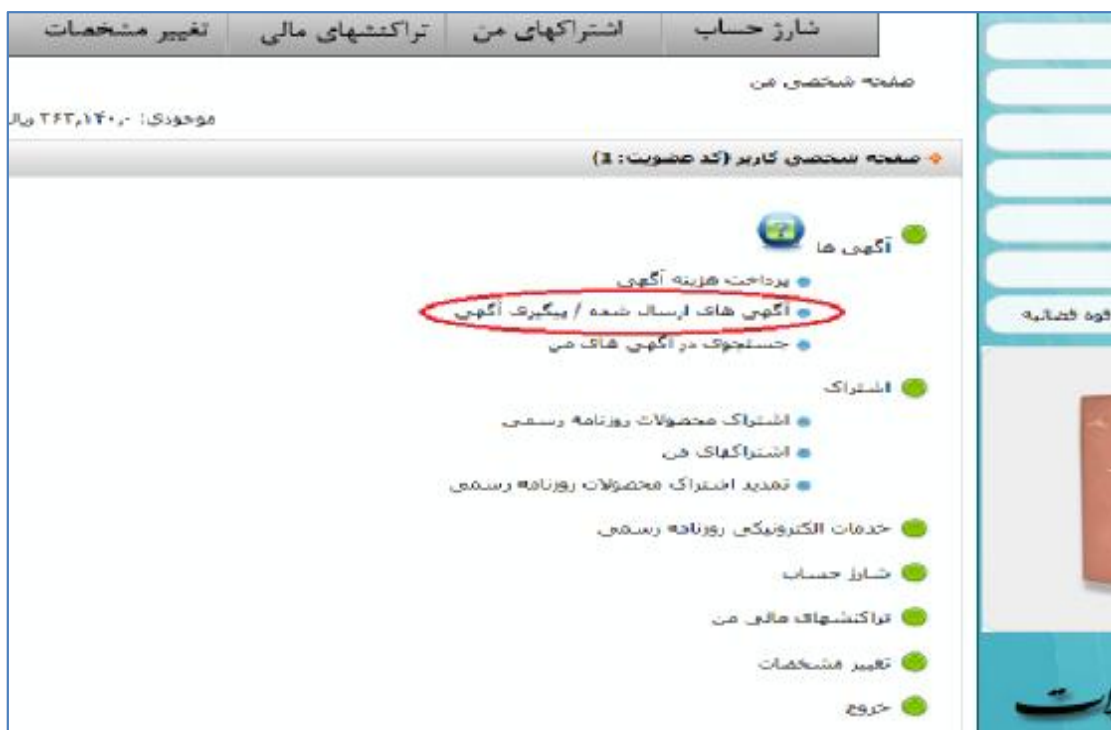 شارژ حساب اشتراکهای من تراکنشهای مالی تغییر مشخصات
صفحه شخصی من
موجودی: ۲۶۳,۱۴۰,۰
صفحه شخصی کاربر (کد عضویت: 1)
آگهی ها
پرداخت هزینه آگهی
آگهی های ارسال شده / پیگیری آگهی
جستجوی در آگهی های من
اشتراک
اشتراک محصولات روزنامه رسمی
اشتراکهای من
تمدید اشتراک محصولات روزنامه رسمی
خدمات الکترونیکی روزنامه رسمی
شارژ حساب
تراکنشهای مالی من
تغییر مشخصات
خروج
قوه قضائیه